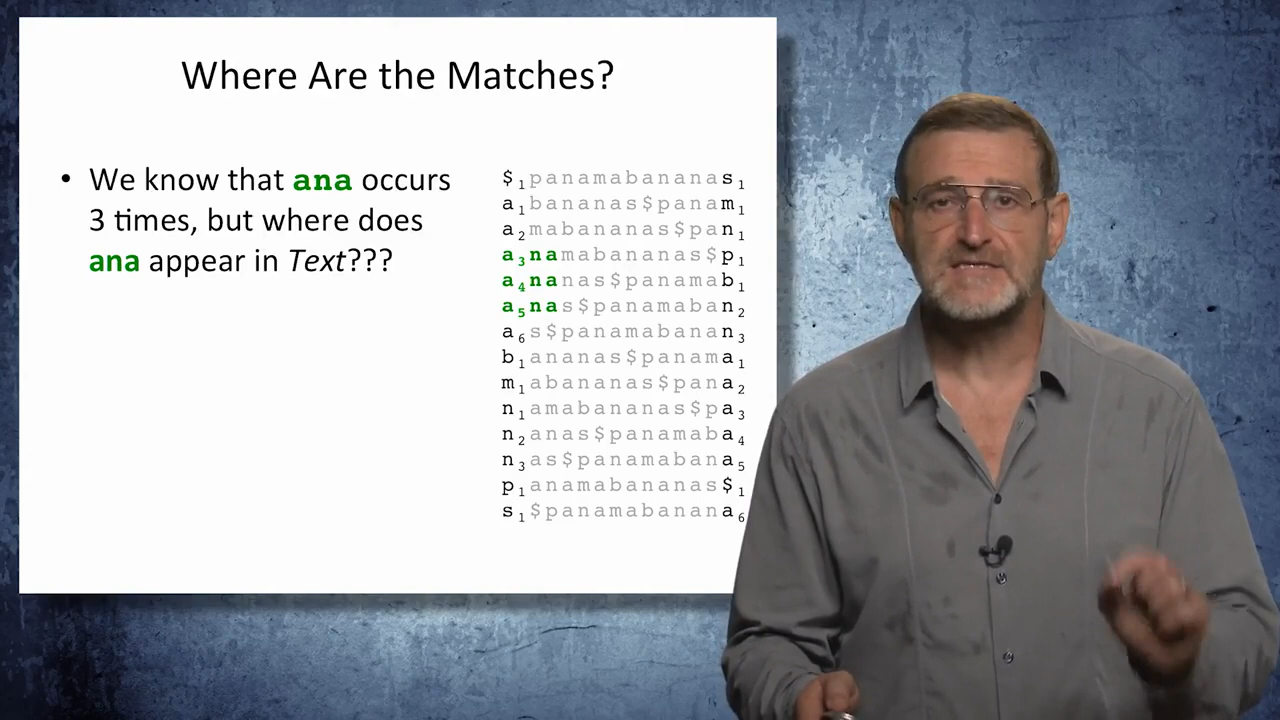 Where Are the Matches?
• We know that ana occurs
3 times, but where does
ana appear in Text???
$1panamabananas1
a1bananas$panam1
a2mabananas$pan1
a3namabananas$p1
a4nanas$panamab1
a5nas$panamaban2
a6s$panamabanan3
b1ananas$panama1
m1abananas$pana2
n1amabananas$pa3
n2anas$panamaba4
n3as$panamabana5
p1anamabananas$1
s1$panamabanana6